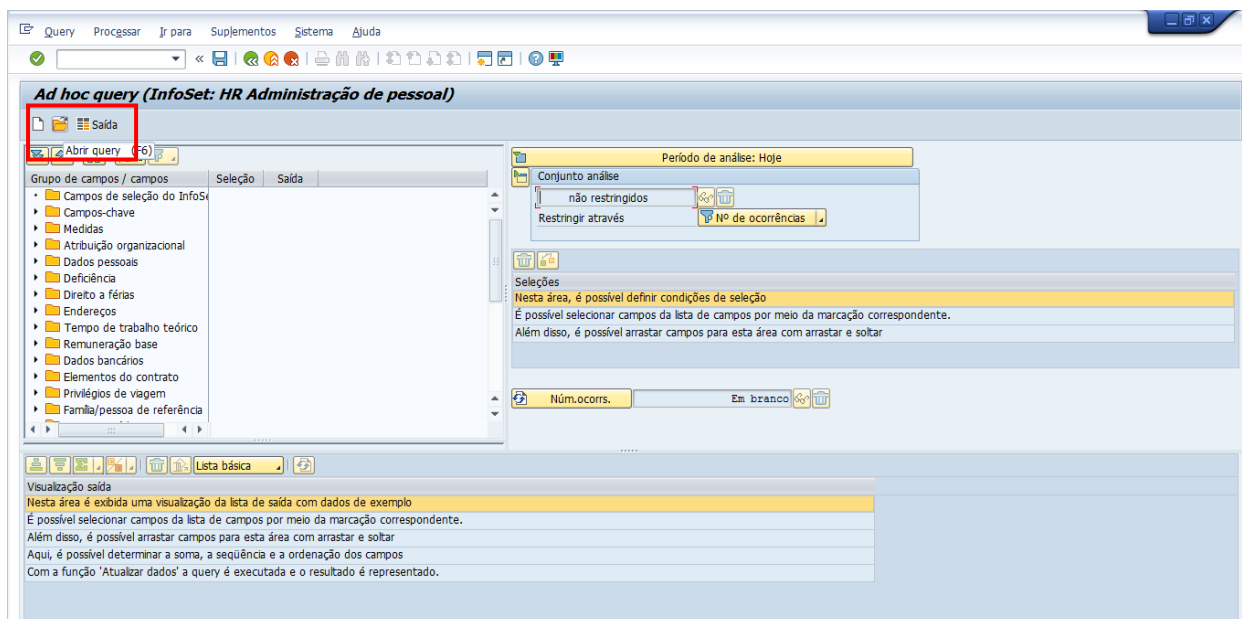 Query Processar Ir para Suplementos Sistema Ajuda
Ad hoc query (InfoSet: HR Administração de pessoal)
Saída
Abrir query (F6)
Grupo de campos / campos Seleção Saída
Campos de seleção do InfoSe
Campos-chave
Medidas
Atribuição organizacional
Dados pessoais
Deficiência
Direito a férias
Endereços
Tempo de trabalho teórico
Remuneração base
Dados bancários
Elementos do contrato
Privilégios de viagem
Família/pessoa de referência
Período de análise: Hoje
Conjunto análise
não restringidos
Restringir através Nº de ocorrências
Seleções
Nesta área, é possível definir condições de seleção
É possível selecionar campos da lista de campos por meio da marcação correspondente.
Além disso, é possível arrastar campos para esta área com arrastar e soltar
Núm.ocorrs. Em branco
Lista básica
Visualização saída
Nesta área é exibida uma visualização da lista de saída com dados de exemplo
É possível selecionar campos da lista de campos por meio da marcação correspondente.
Além disso, é possível arrastar campos para esta área com arrastar e soltar
Aqui, é possível determinar a soma, a seqüência e a ordenação dos campos
Com a função 'Atualizar dados' a query é executada e o resultado é representado.